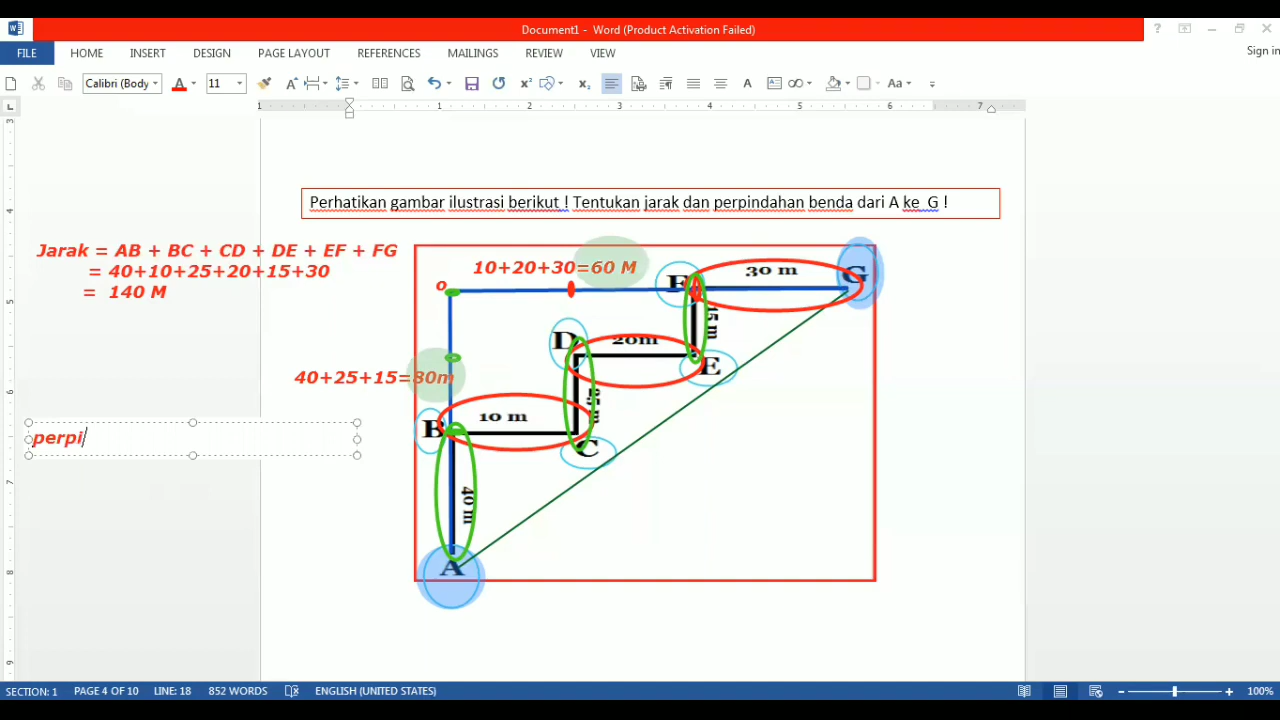 Document1 - Word (Product Activation Failed)
FILE HOME INSERT DESIGN PAGE LAYOUT REFERENCES MAILINGS REVIEW VIEW
Sign in
Calibri (Body) 11
Perhatikan gambar ilustrasi berikut ! Tentukan jarak dan perpindahan benda dari A ke G !
Jarak = AB + BC + CD + DE + EF + FG
= 40+10+25+20+15+30
= 140 M
10+20+30=60 M
o
F
30 m
G
15 m
D
20m
E
40+25+15=80m
25 m
B
10 m
C
perpi
40 m
A
SECTION: 1 PAGE 4 OF 10 LINE: 18 852 WORDS ENGLISH (UNITED STATES) 100%